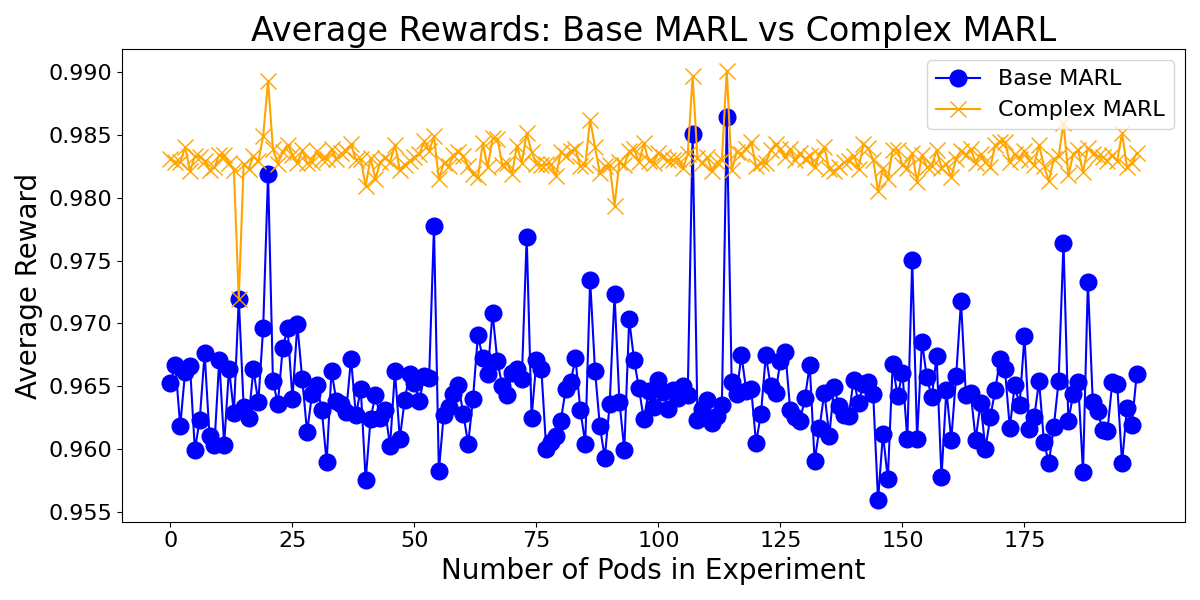 Average Rewards: Base MARL vs Complex MARL
Base MARL
Complex MARL
Average Reward
0.990
0.985
0.980
0.975
0.970
0.965
0.960
0.955
0 25 50 75 100 125 150 175
Number of Pods in Experiment